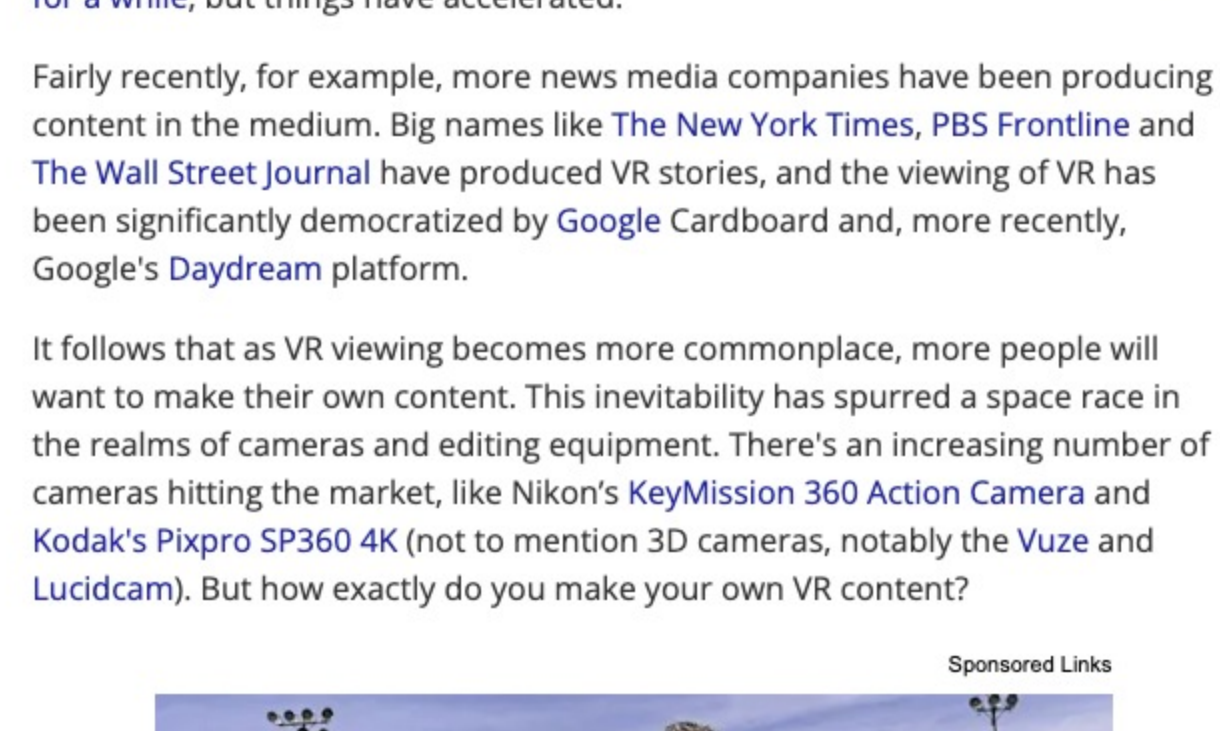 for a while, but things have accelerated.
Fairly recently, for example, more news media companies have been producing
content in the medium. Big names like The New York Times, PBS Frontline and
The Wall Street Journal have produced VR stories, and the viewing of VR has
been significantly democratized by Google Cardboard and, more recently,
Google's Daydream platform.
It follows that as VR viewing becomes more commonplace, more people will
want to make their own content. This inevitability has spurred a space race in
the realms of cameras and editing equipment. There's an increasing number of
cameras hitting the market, like Nikon’s KeyMission 360 Action Camera and
Kodak's Pixpro SP360 4K (not to mention 3D cameras, notably the Vuze and
Lucidcam). But how exactly do you make your own VR content?
Sponsored Links